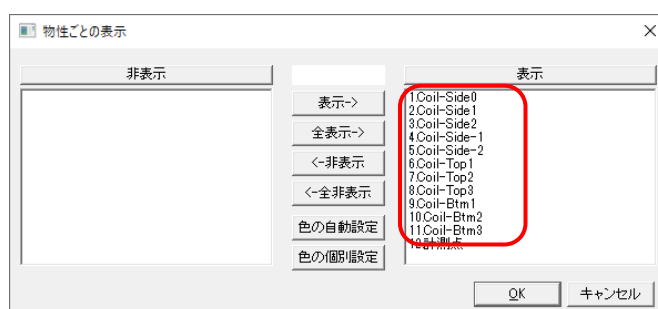 物性ごとの表示
非表示
表示
表示->
全表示->
<-非表示
<-全非表示
色の自動設定
色の個別設定
1.Coil-Side0
2.Coil-Side1
3.Coil-Side2
4.Coil-Side-1
5.Coil-Side-2
6.Coil-Top1
7.Coil-Top2
8.Coil-Top3
9.Coil-Btm1
10.Coil-Btm2
11.Coil-Btm3
12.計測点
OK
キャンセル